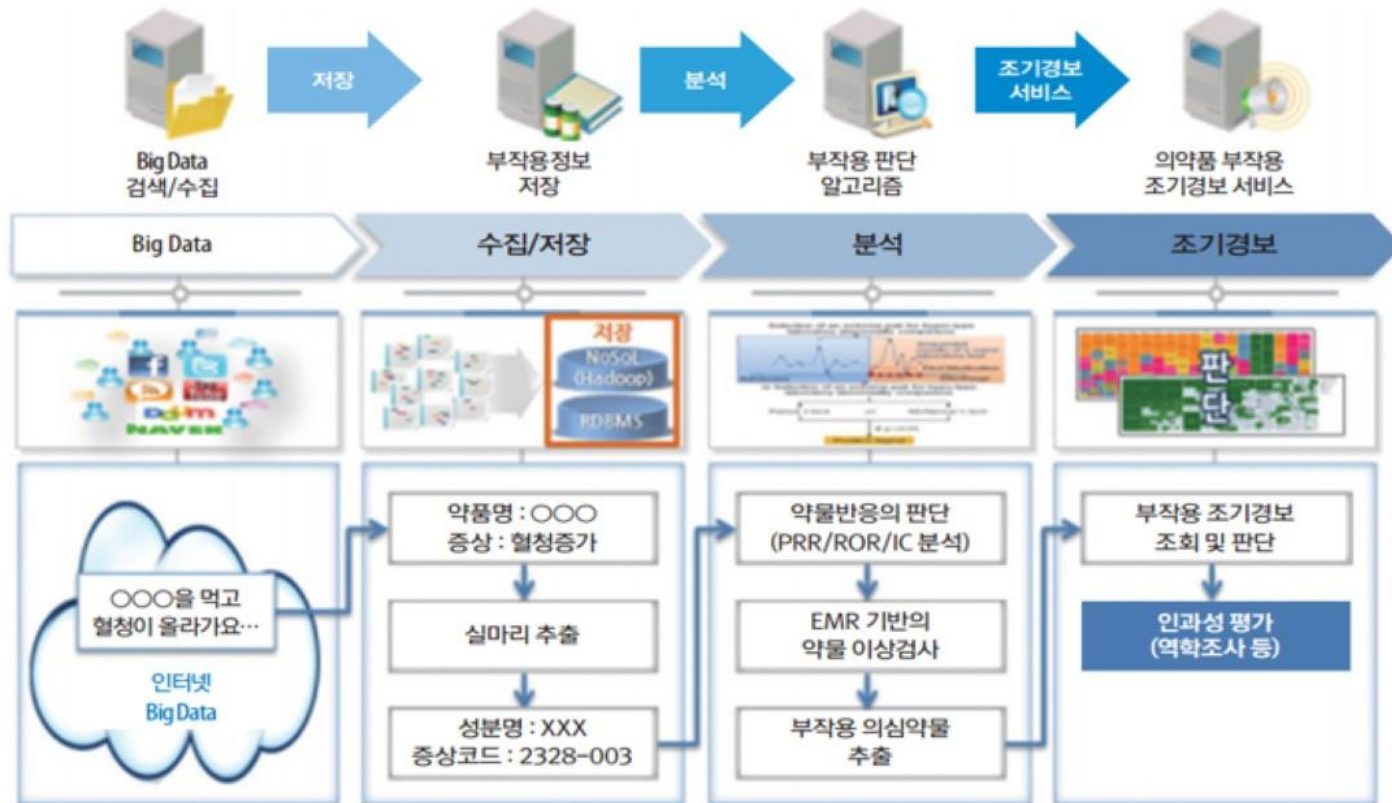 저장
분석
조기경보
서비스
Big Data
검색/수집
부작용정보
저장
부작용 판단
알고리즘
의약품 부작용
조기경보 서비스
Big Data
수집/저장
분석
조기경보
저장
NoSoL
(Hadoop)
RDBMS
NAVER
판
단
○○○을 먹고
혈청이 올라가요…
인터넷
Big Data
약품명 : ○○○
증상 : 혈청증가
실마리 추출
성분명 : XXX
증상코드 : 2328-003
약물반응의 판단
(PRR/ROR/IC 분석)
EMR 기반의
약물 이상검사
부작용 의심약물
추출
부작용 조기경보
조회 및 판단
인과성 평가
(역학조사 등)